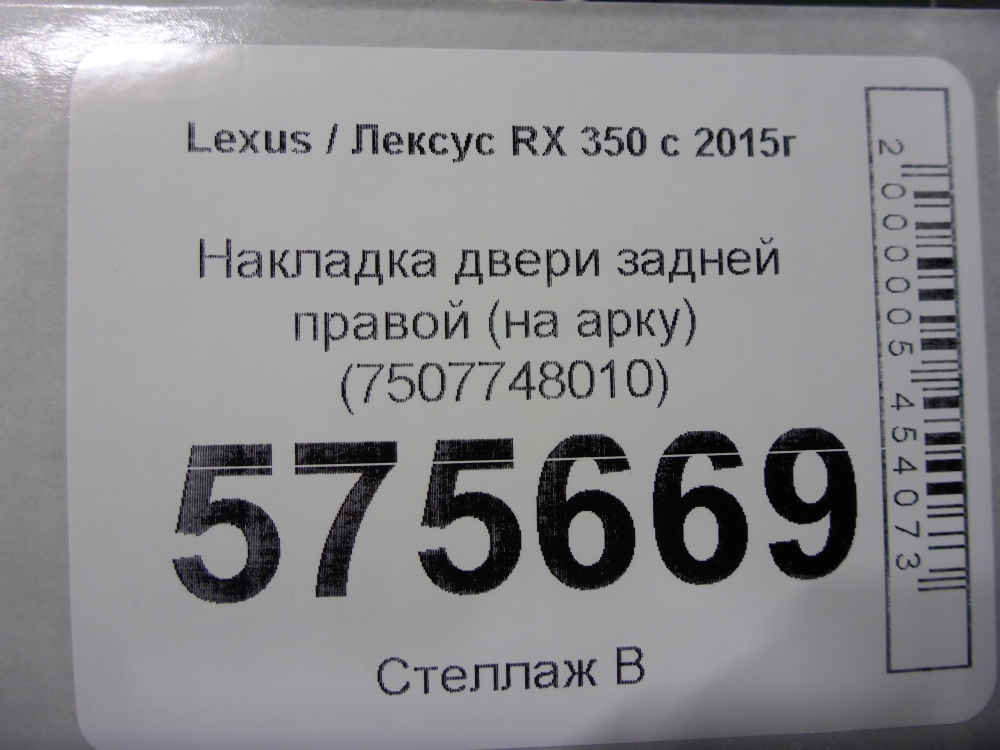 Lexus / Лексус RX 350 с 2015г
Накладка двери задней
правой (на арку)
(7507748010)
575669
Стеллаж В
2000005454073